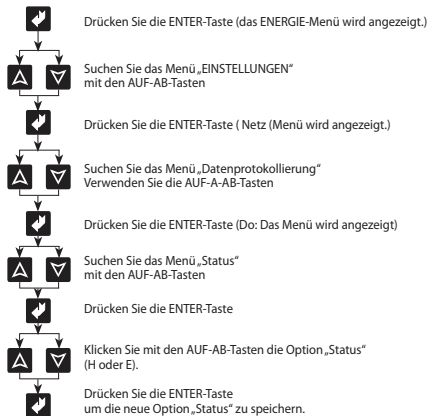 Drücken Sie die ENTER-Taste (das ENERGIE-Menü wird angezeigt.)
Suchen Sie das Menü „EINSTELLUNGEN“
mit den AUF-AB-Tasten
Drücken Sie die ENTER-Taste ( Netz (Menü wird angezeigt.)
Suchen Sie das Menü „Datenprotokollierung“
Verwenden Sie die AUF-A-AB-Tasten
Drücken Sie die ENTER-Taste (Do: Das Menü wird angezeigt)
Suchen Sie das Menü „Status“
mit den AUF-AB-Tasten
Drücken Sie die ENTER-Taste
Klicken Sie mit den AUF-AB-Tasten die Option „Status“
(H oder E).
Drücken Sie die ENTER-Taste
um die neue Option „Status“ zu speichern.